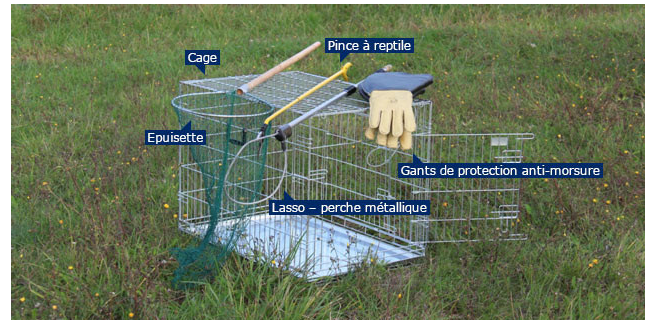 Pince à reptile
Cage
Epuisette
Gants de protection anti-morsure
Lasso – perche métallique